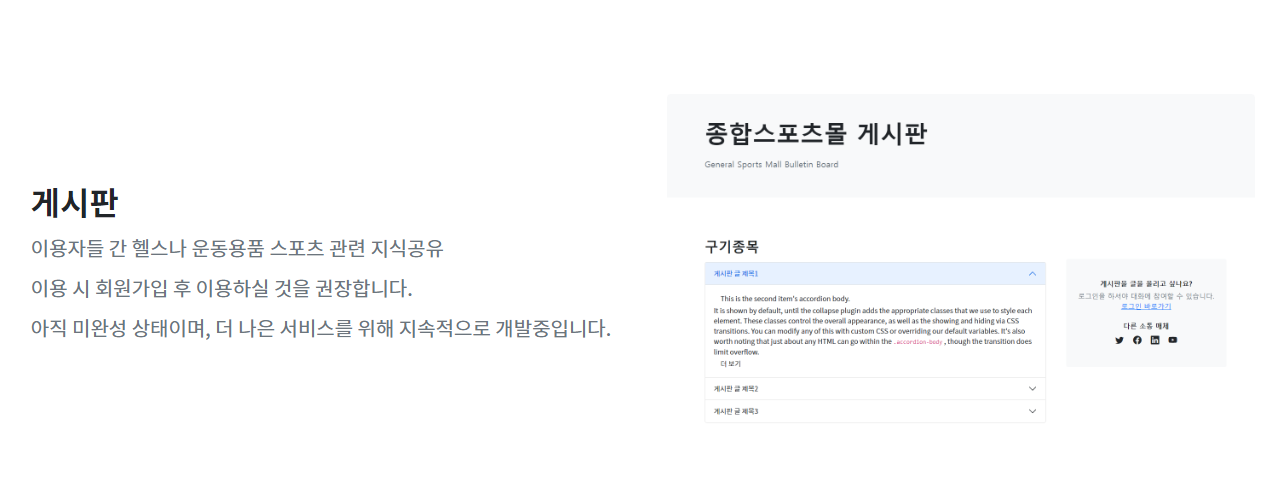 게시판
이용자들 간 헬스나 운동용품 스포츠 관련 지식공유
이용 시 회원가입 후 이용하실 것을 권장합니다.
아직 미완성 상태이며, 더 나은 서비스를 위해 지속적으로 개발중입니다.
종합스포츠몰 게시판
General Sports Mall Bulletin Board
구기종목
게시판 글 제목1
This is the second item's accordion body.
It is shown by default, until the collapse plugin adds the appropriate classes that we use to style each
element. These classes control the overall appearance, as well as the showing and hiding via CSS
transitions. You can modify any of this with custom CSS or overriding our default variables. It's also
worth noting that just about any HTML can go within the .accordion-body, though the transition does
limit overflow.
더 보기
게시판 글 제목2
게시판 글 제목3
게시판을 글을 올리고 싶나요?
로그인을 하셔야 대화에 참여할 수 있습니다.
로그인 바로가기
다른 소통 매체